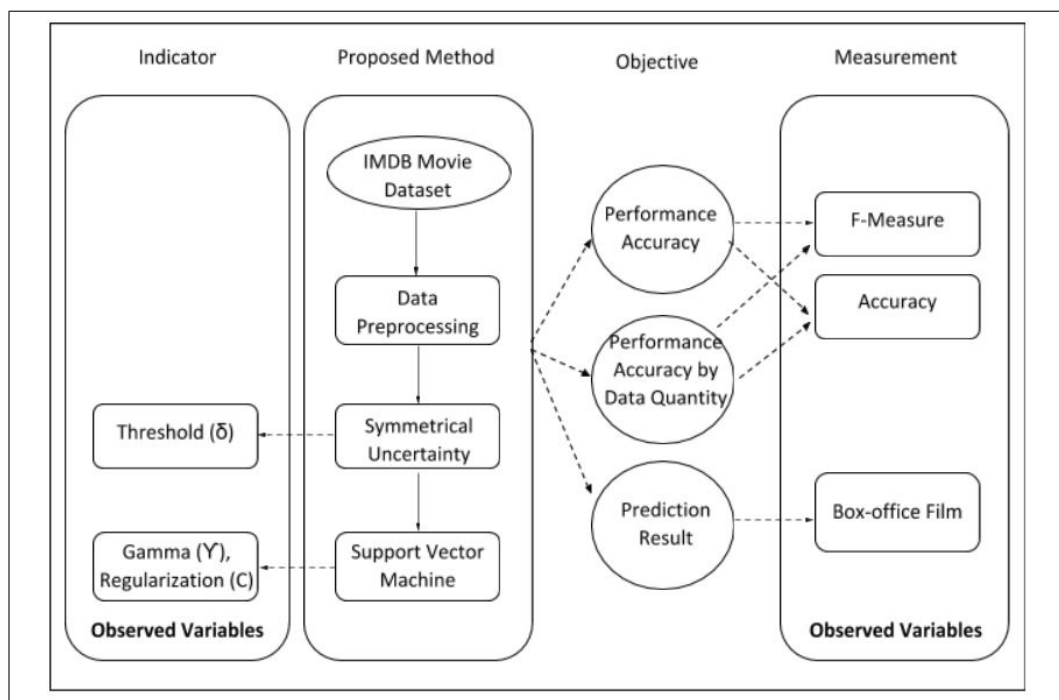 Indicator
Proposed Method
Objective
Measurement
IMDB Movie
Dataset
Performance
Accuracy
F-Measure
Data
Preprocessing
Accuracy
Performance
Accuracy by
Data Quantity
Threshold (δ)
Symmetrical
Uncertainty
Prediction
Result
Box-office Film
Gamma (ϒ),
Regularization (C)
Support Vector
Machine
Observed Variables
Observed Variables